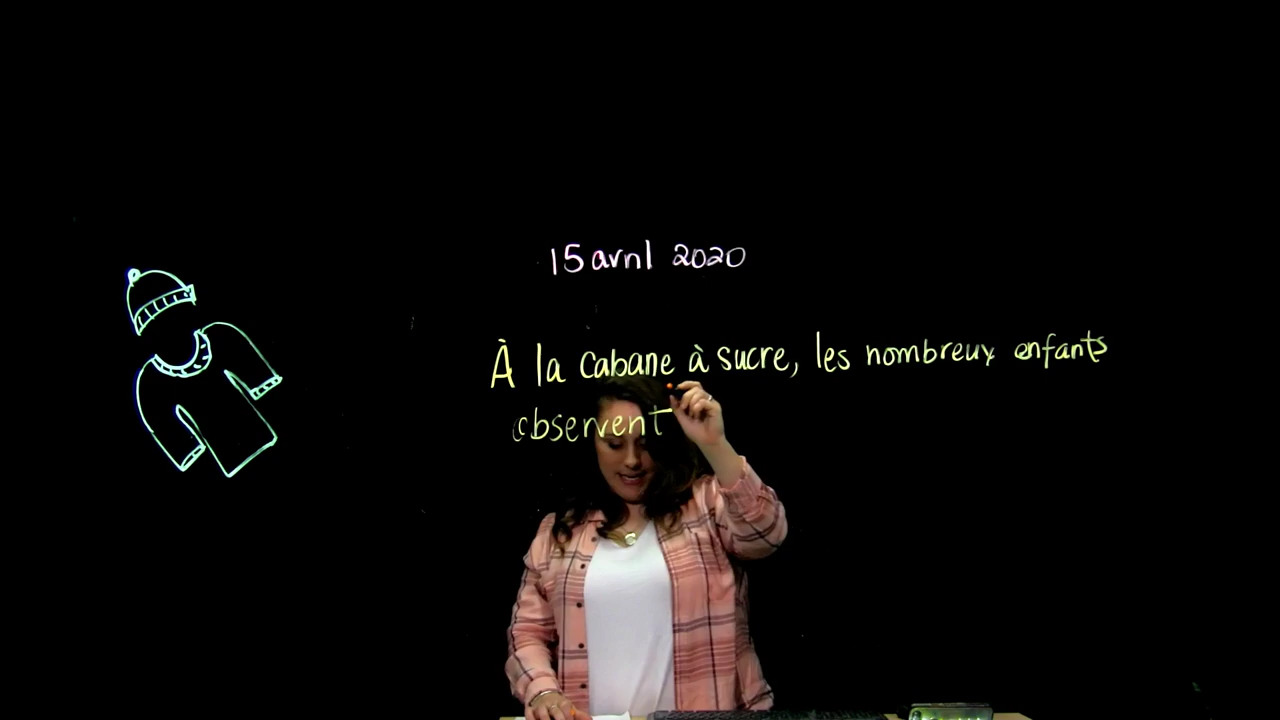 15 avril 2020
À la cabane à sucre, les nombreux enfants
observent